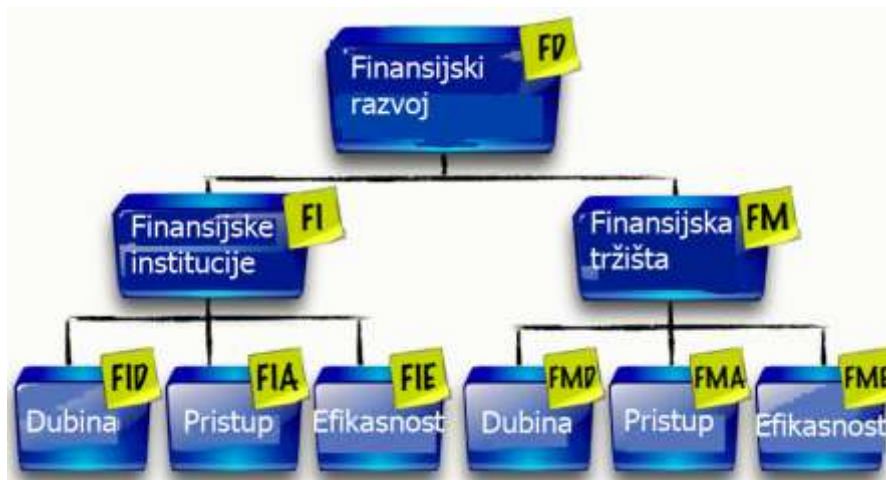 FD
Finansijski
razvoj
FI
Finansijske
institucije
FM
Finansijska
tržišta
FID
Dubina
FIA
Pristup
FIE
Efikasnost
FMD
Dubina
FMA
Pristup
FME
Efikasnost